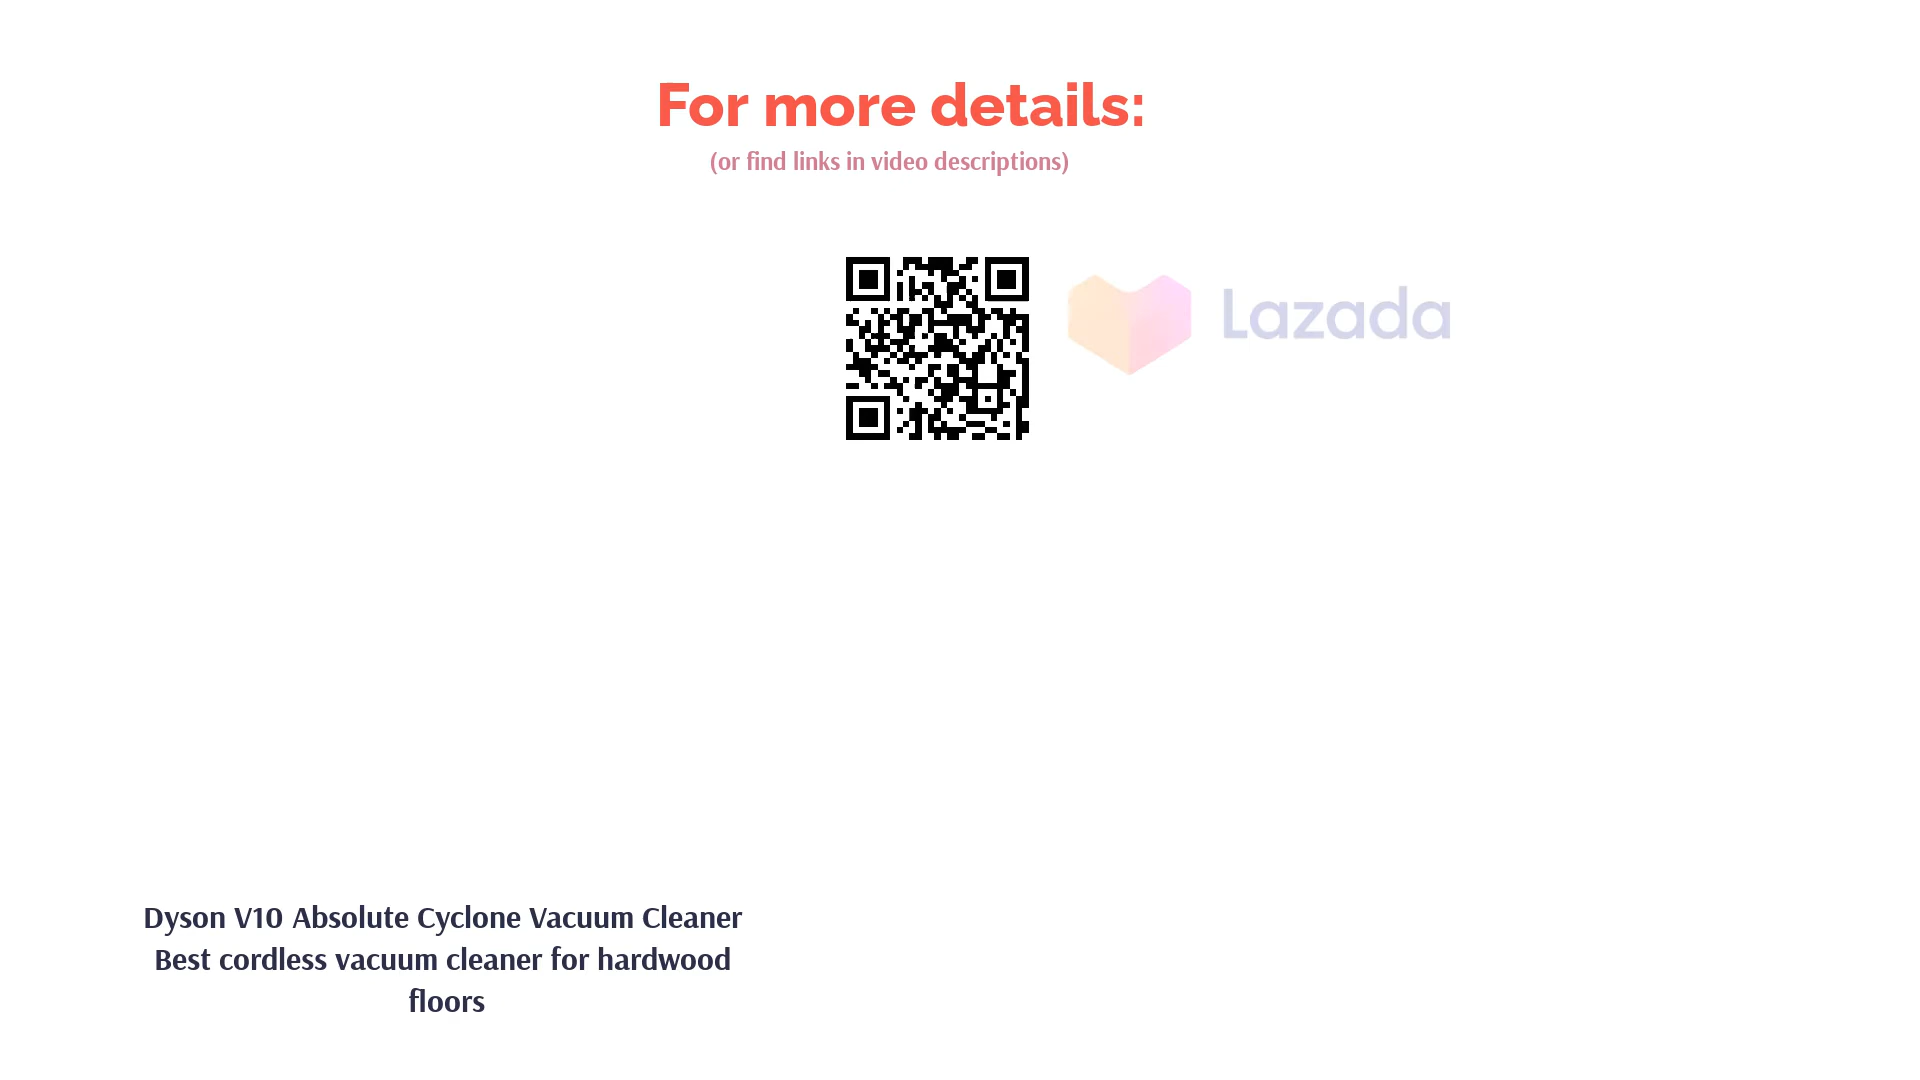 For more details:
(or find links in video descriptions)
Lazada
Dyson V10 Absolute Cyclone Vacuum Cleaner
Best cordless vacuum cleaner for hardwood
floors